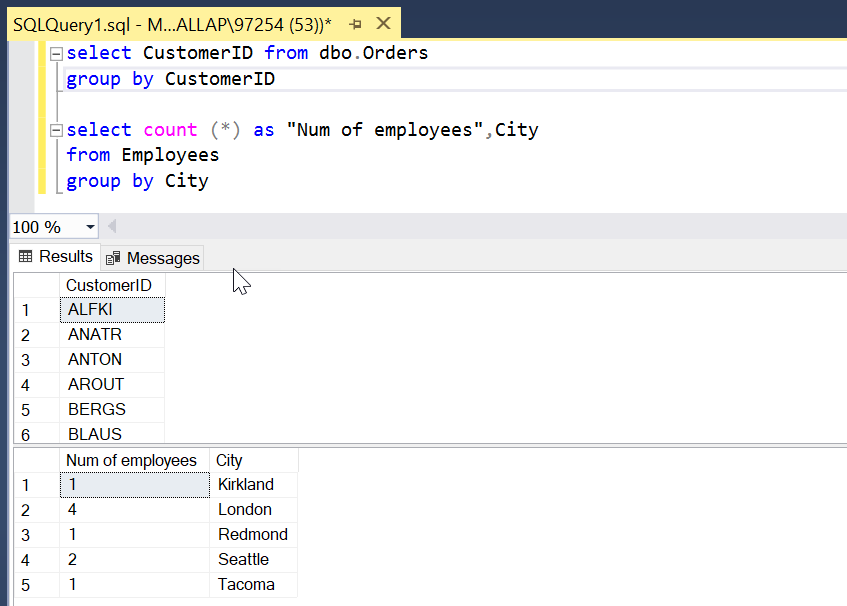 SQLQuery1.sql - M...ALLAP\97254 (53))*
select CustomerID from dbo.Orders
group by CustomerID
select count (*) as "Num of employees",City
from Employees
group by City
100 %
Results Messages
CustomerID
1 ALFKI
2 ANATR
3 ANTON
4 AROUT
5 BERGS
6 BLAUS
Num of employees City
1 1 Kirkland
2 4 London
3 1 Redmond
4 2 Seattle
5 1 Tacoma